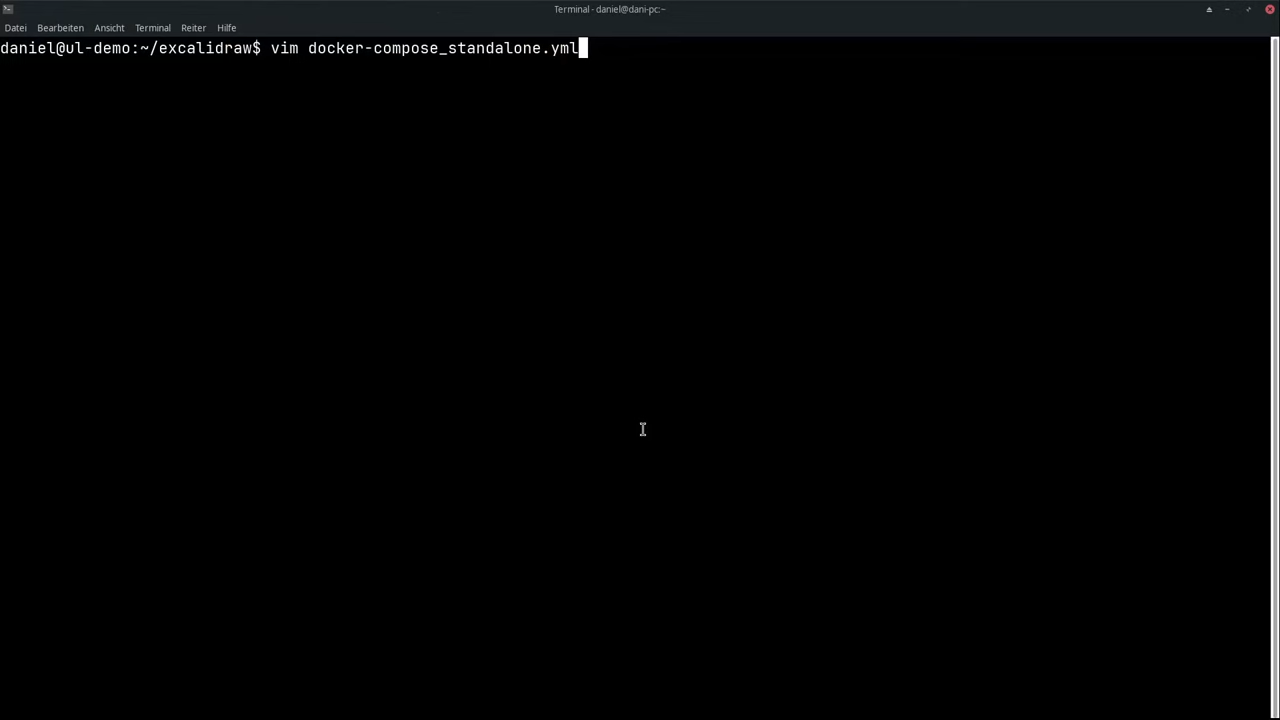 Terminal - daniel@dani-pc:~
Datei Bearbeiten Ansicht Terminal Reiter Hilfe
daniel@ul-demo:~/excalidraw$ vim docker-compose_standalone.yml